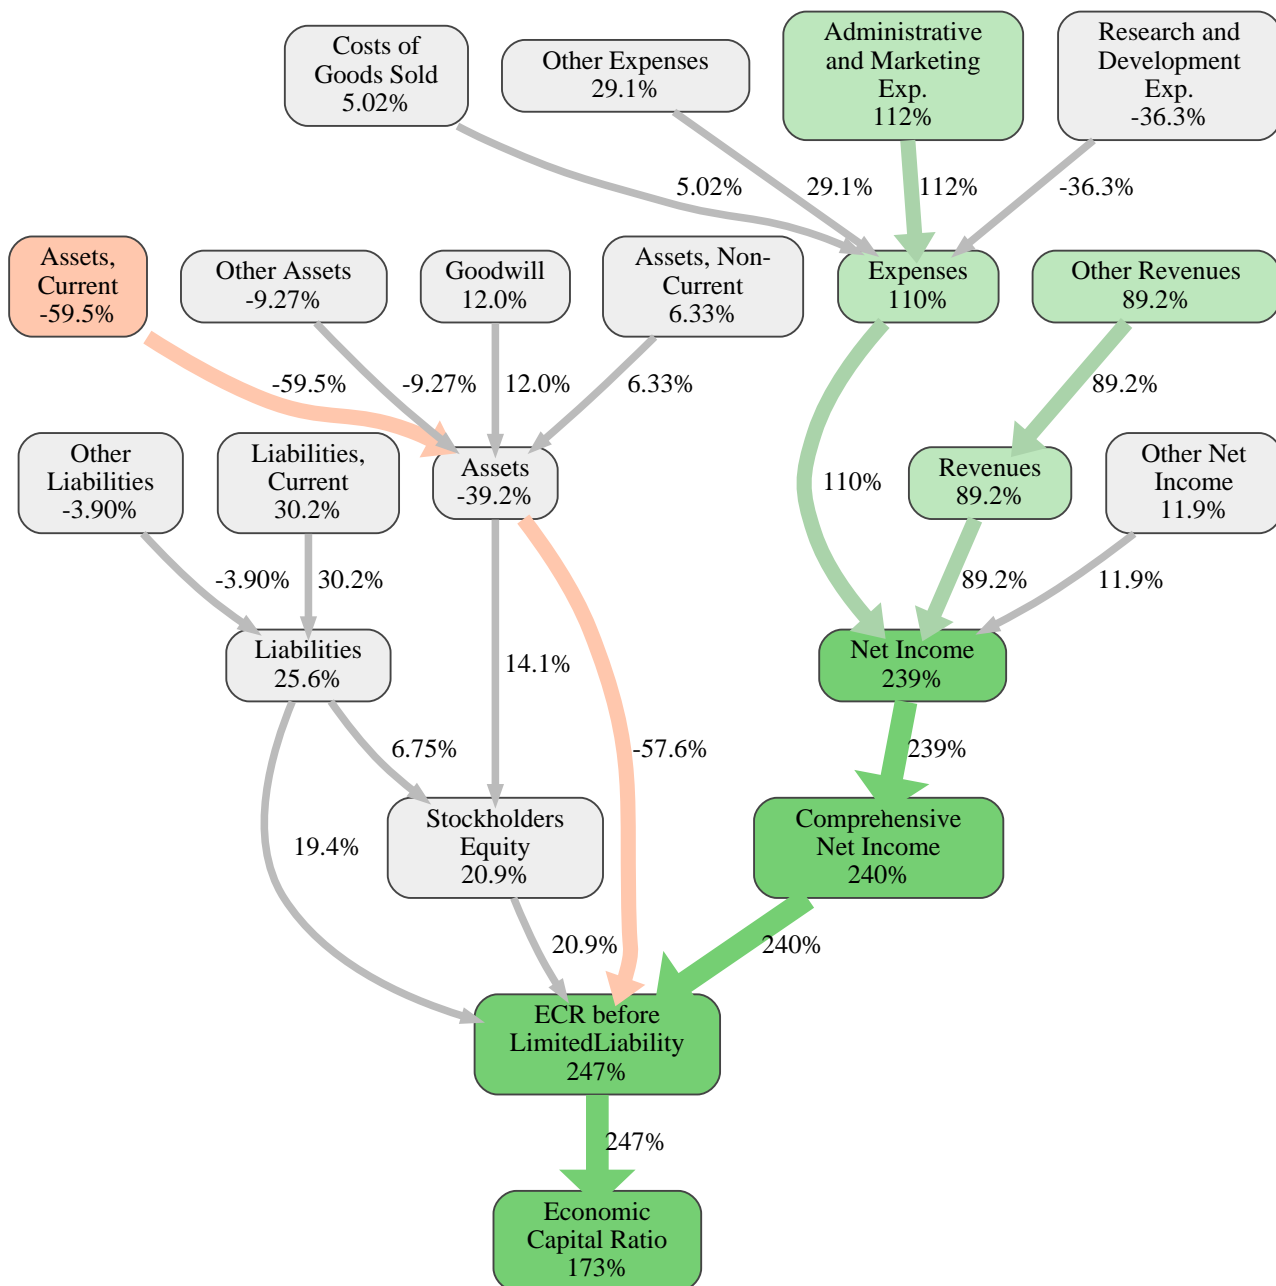 Costs of
Goods Sold
5.02%
Other Expenses
29.1%
Administrative
and Marketing
Exp.
112%
Research and
Development
Exp.
-36.3%
5.02%
29.1%
112%
-36.3%
Assets,
Current
-59.5%
Other Assets
-9.27%
Goodwill
12.0%
Assets, Non-
Current
6.33%
Expenses
110%
Other Revenues
89.2%
-59.5%
-9.27%
12.0%
6.33%
89.2%
Other
Liabilities
-3.90%
Liabilities,
Current
30.2%
Assets
-39.2%
110%
Revenues
89.2%
Other Net
Income
11.9%
-3.90%
30.2%
89.2%
11.9%
Liabilities
25.6%
14.1%
Net Income
239%
6.75%
-57.6%
239%
19.4%
Stockholders
Equity
20.9%
Comprehensive
Net Income
240%
20.9%
240%
ECR before
LimitedLiability
247%
247%
Economic
Capital Ratio
173%